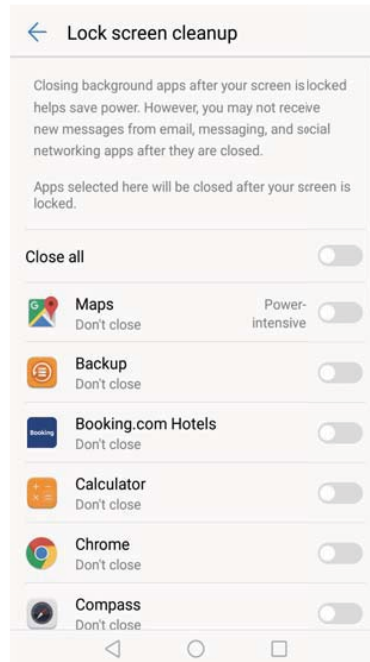 Lock screen cleanup
Closing background apps after your screen is locked
helps save power. However, you may not receive
new messages from email, messaging, and social
networking apps after they are closed.
Apps selected here will be closed after your screen is
locked.
Close all
G
Maps
Don't close
Power-
intensive
Backup
Don't close
Booking
Booking.com Hotels
Don't close
Calculator
Don't close
Chrome
Don't close
Compass
Don't close